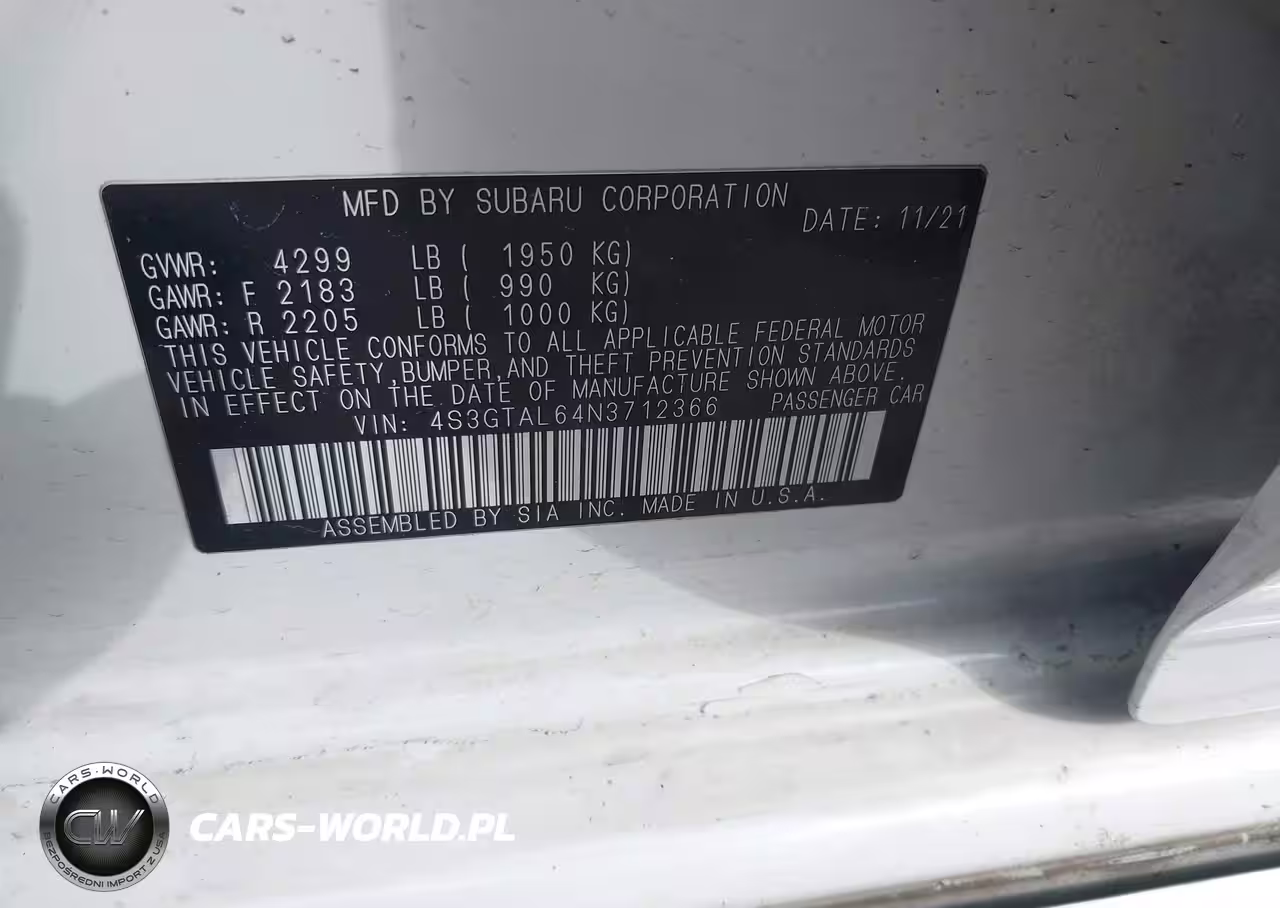 MFD BY SUBARU CORPORATION
DATE: 11/21
GVWR: 4299 LB ( 1950 KG)
GAWR: F 2183 LB ( 990 KG)
GAWR: R 2205 LB ( 1000 KG)
THIS VEHICLE CONFORMS TO ALL APPLICABLE FEDERAL MOTOR
VEHICLE SAFETY,BUMPER,AND THEFT PREVENTION STANDARDS
IN EFFECT ON THE DATE OF MANUFACTURE SHOWN ABOVE.
VIN: 4S3GTAL64N3712366 PASSENGER CAR
ASSEMBLED BY SIA INC. MADE IN U.S.A.
CARS-WORLD
CW
BEZPOŚREDNI IMPORT Z USA
CARS-WORLD.PL